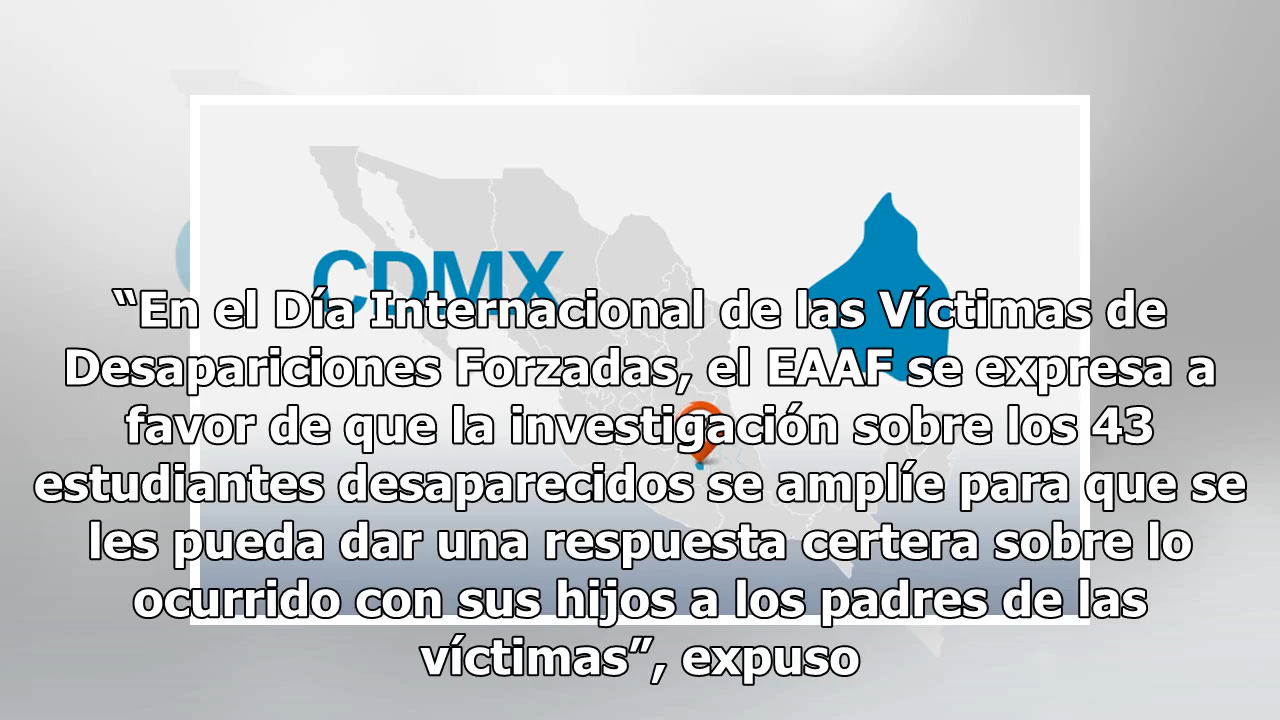 CDMX
“En el Día Internacional de las Víctimas de
Desapariciones Forzadas, el EAAF se expresa a
favor de que la investigación sobre los 43
estudiantes desaparecidos se amplíe para que se
les pueda dar una respuesta certera sobre lo
ocurrido con sus hijos a los padres de las
víctimas”, expuso